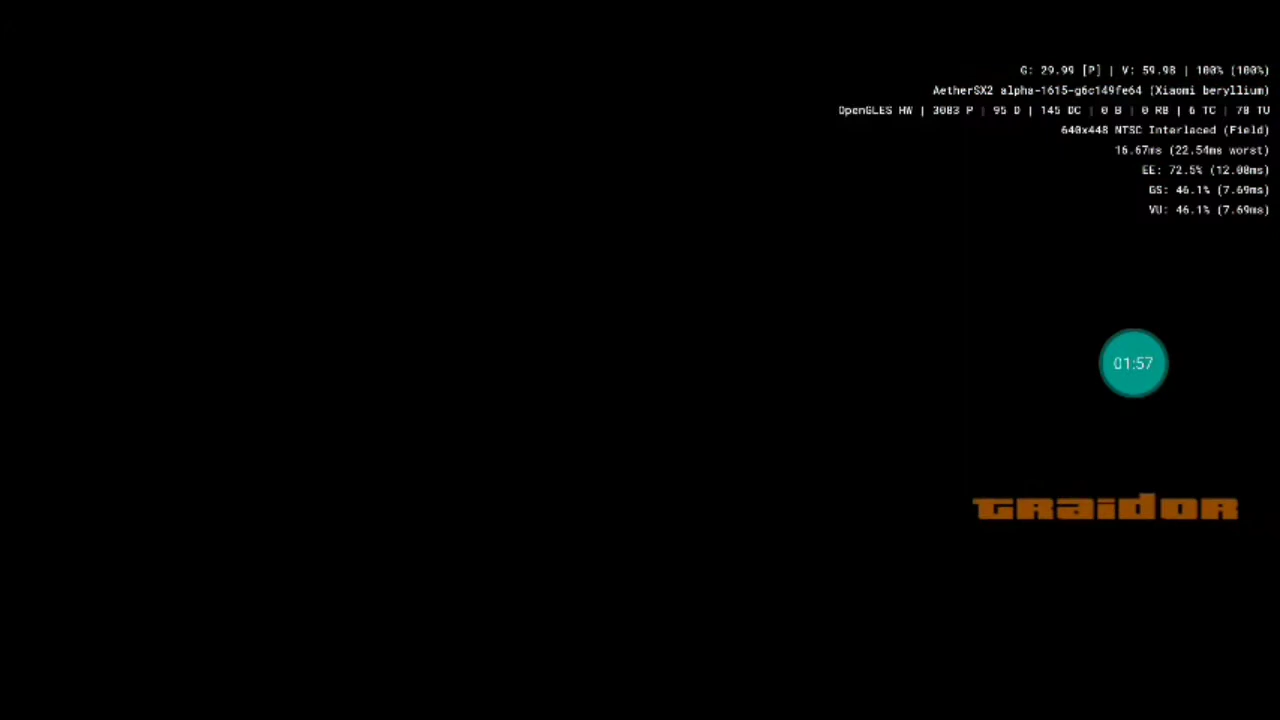 G: 29.99 [P] | V: 59.98 | 100% (100%)
AetherSX2 alpha-1615-g6c149fe64 (Xiaomi beryllium)
OpenGLES HW | 3083 P | 95 D | 145 DC | 0 B | 0 RB | 6 TC | 78 TU
640x448 NTSC Interlaced (Field)
16.67ms (22.54ms worst)
EE: 72.5% (12.08ms)
GS: 46.1% (7.69ms)
VU: 46.1% (7.69ms)
01:57
TRaidOR